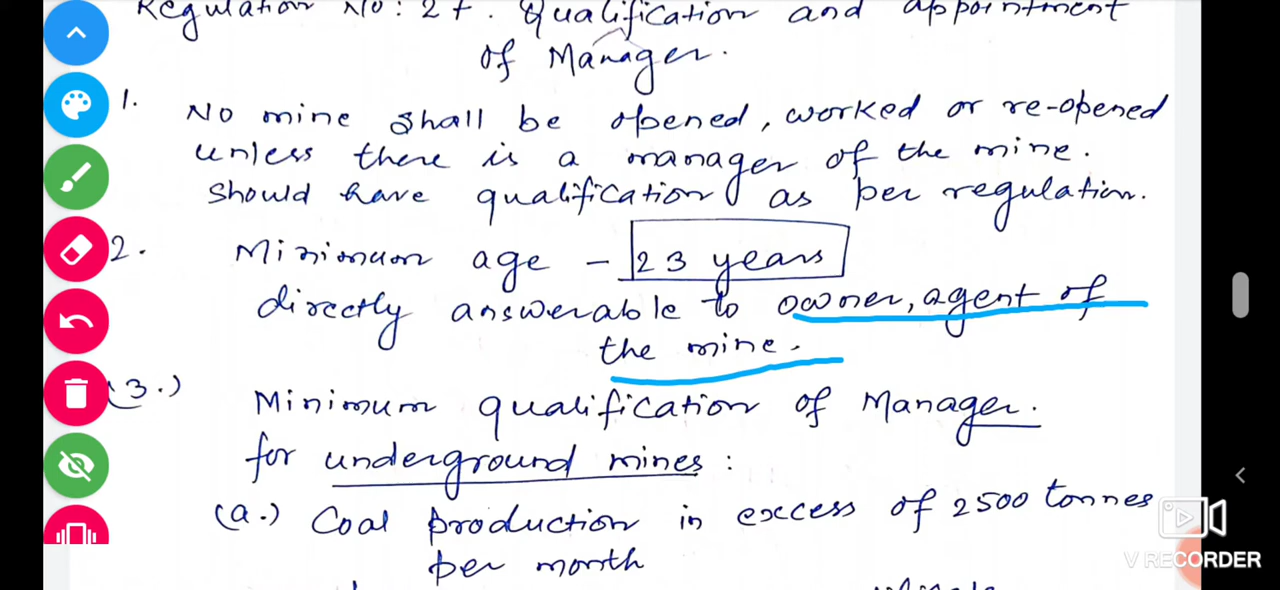 Regulation No: 27. Qualification and appointment
of Manager.
1. No mine shall be opened, worked or re-opened
unless there is a manager of the mine.
should have qualification as per regulation.
2. Minimum age - 23 years
directly answerable to owner, agent of
the mine.
(3.) Minimum qualification of Manager.
for underground mines :
(a.) Coal production in excess of 2500 tonnes
per month
V RECORDER